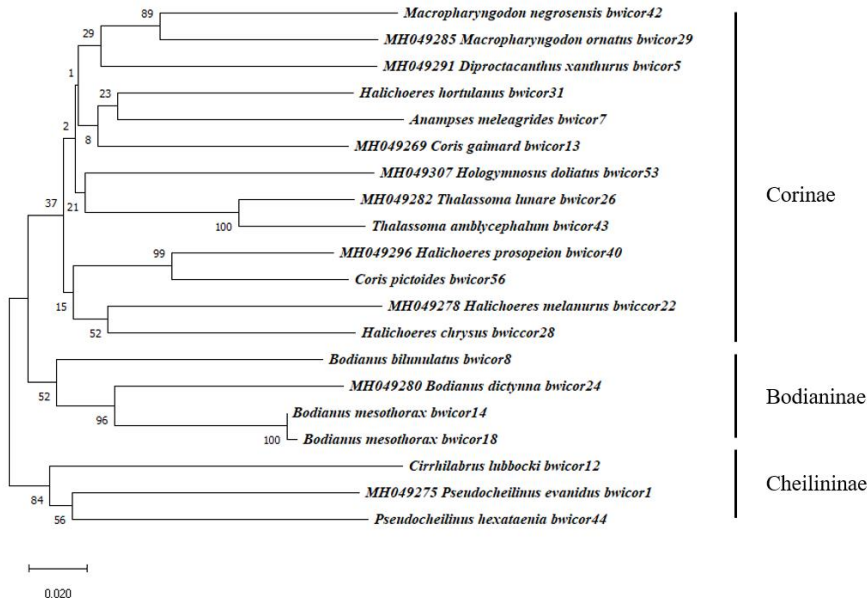 89
Macropharyngodon negrosensis bwicor42
29
MH049285 Macropharyngodon ornatus bwicor29
1
MH049291 Diproctacanthus xanthurus bwicor5
23
Halichoeres hortulanus bwicor31
2
Anampses meleagrides bwicor7
8
MH049269 Coris gaimard bwicor13
MH049307 Hologymnosus doliatus bwicor53
37
21
MH049282 Thalassoma lunare bwicor26
Corinae
100
Thalassoma amblycephalum bwicor43
99
MH049296 Halichoeres prosopeion bwicor40
Coris pictoides bwicor56
15
MH049278 Halichoeres melanurus bwiccor22
52
Halichoeres chrysus bwiccor28
Bodianus bilunulatus bwicor8
52
MH049280 Bodianus dictynna bwicor24
Bodianinae
96
Bodianus mesothorax bwicor14
100
Bodianus mesothorax bwicor18
Cirrhilabrus lubbocki bwicor12
84
MH049275 Pseudocheilinus evanidus bwicor1
Cheilininae
56
Pseudocheilinus hexataenia bwicor44
0.020